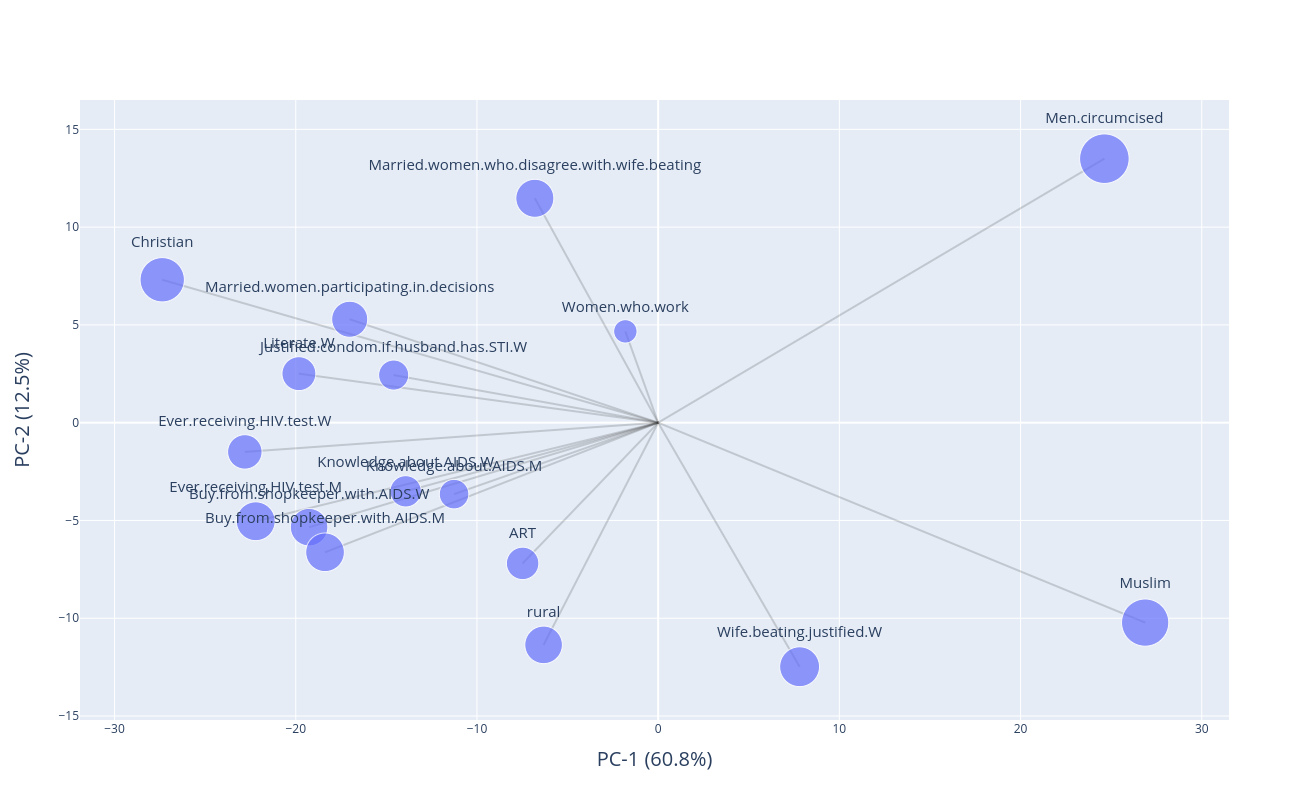 Men.circumcised
Married.women.who.disagree.with.wife.beating
Christian
Married.women.participating.in.decisions
Women.who.work
Literate.W
Justified.condom.if.husband.has.STI.W
Ever.receiving.HIV.test.W
Knowledge.about.AIDS.W
Knowledge.about.AIDS.M
Ever.receiving.HIV.test.M
Buy.from.shopkeeper.with.AIDS.W
Buy.from.shopkeeper.with.AIDS.M
ART
Muslim
rural
Wife.beating.justified.W
15
10
5
0
−5
−10
−15
−30
−20
−10
0
10
20
30
PC-1 (60.8%)
PC-2 (12.5%)